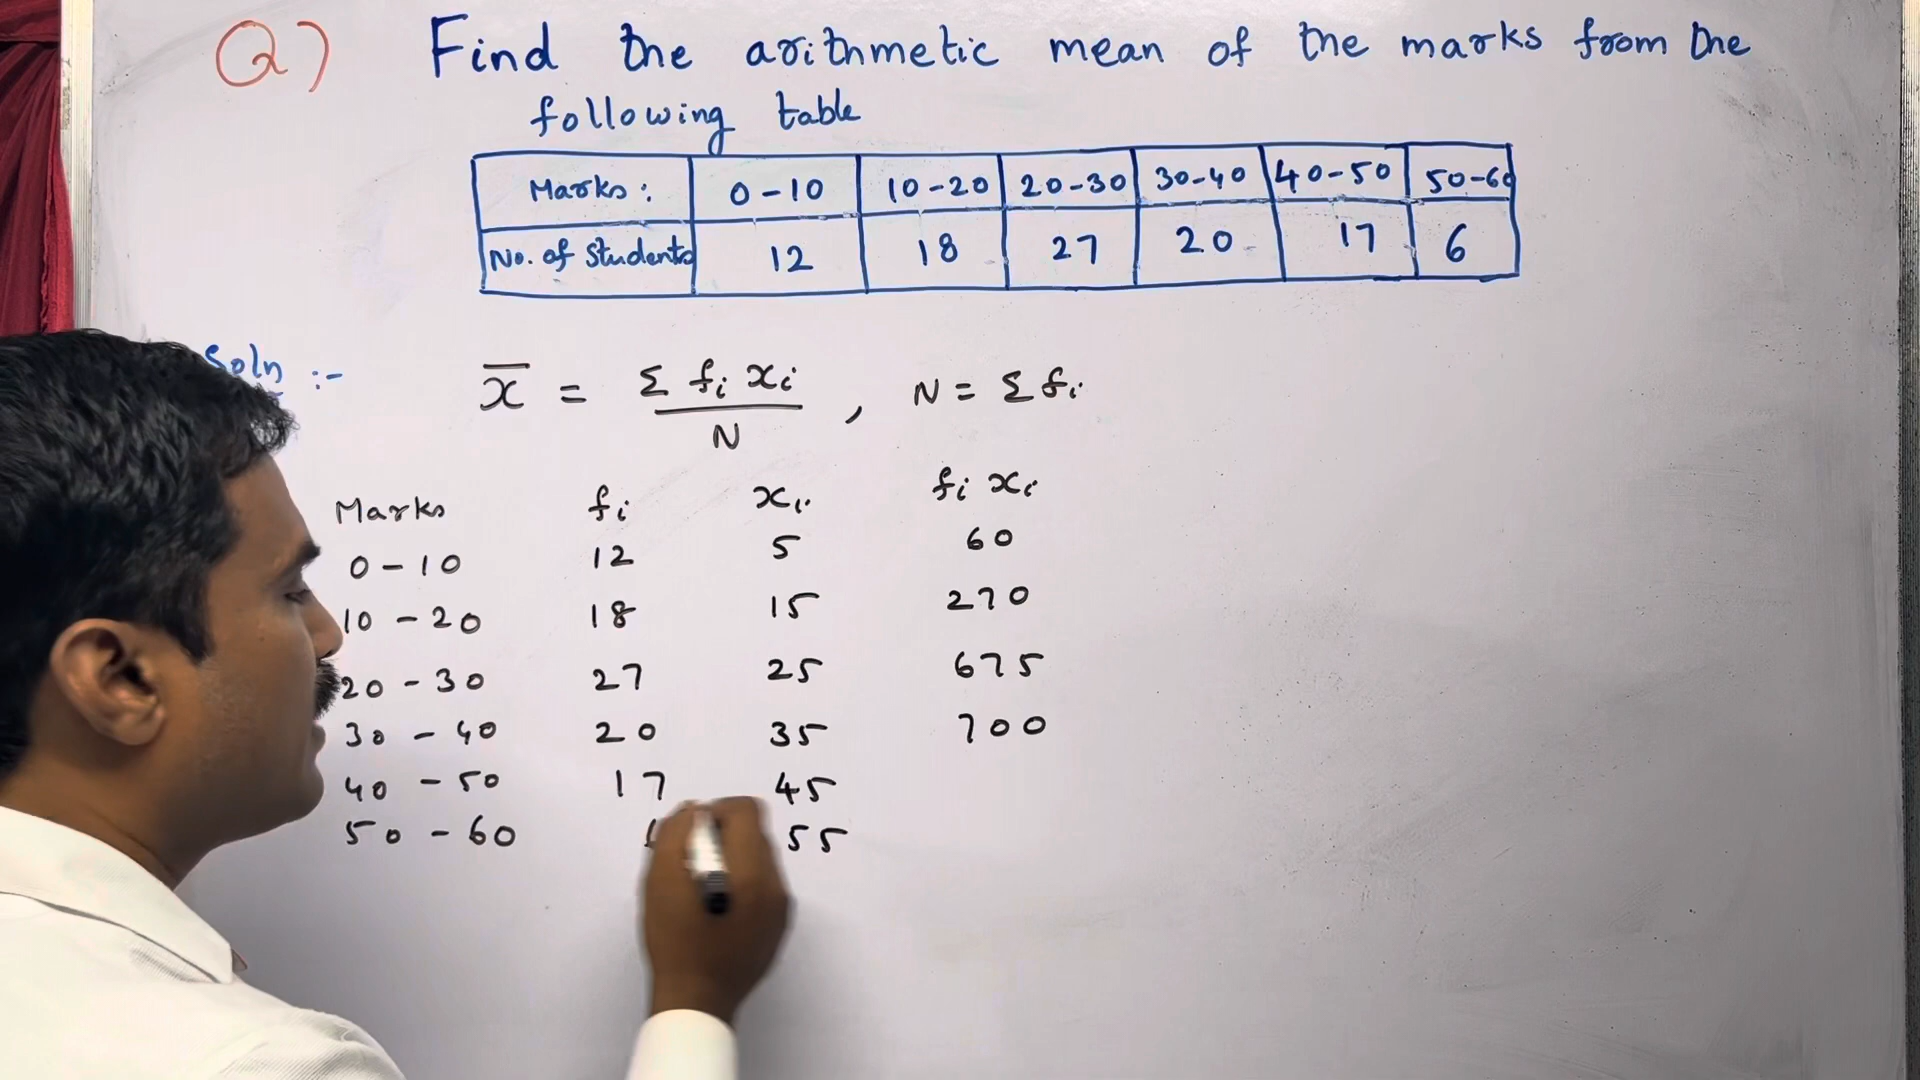 Q) Find the arithmetic mean of the marks from the
following table
Marks: 0-10 10-20 20-30 30-40 40-50 50-60
No. of Students 12 18 27 20 17 6
Soln :-
x̄ = Σ fi xi / N , N = Σ fi
Marks fi xi fi xi
0-10 12 5 60
10-20 18 15 270
20-30 27 25 675
30-40 20 35 700
40-50 17 45
50-60 55